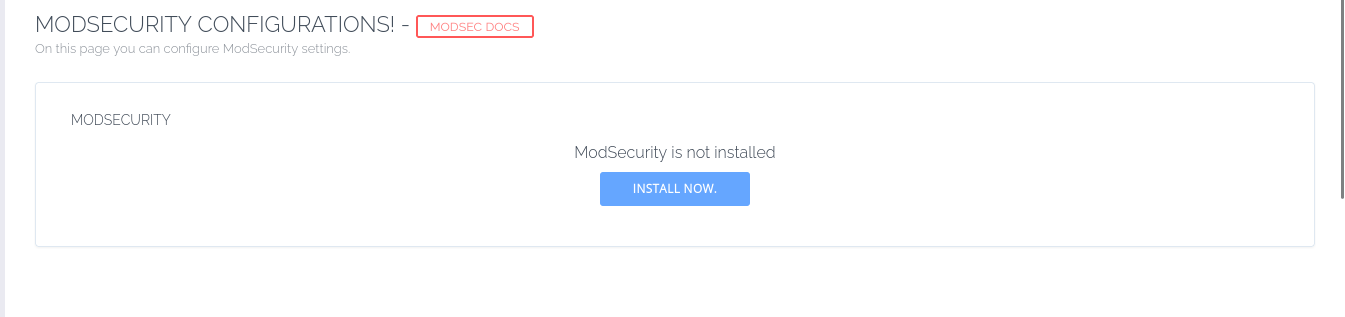 MODSECURITY CONFIGURATIONS! - MODSEC DOCS
On this page you can configure ModSecurity settings.
MODSECURITY
ModSecurity is not installed
INSTALL NOW.